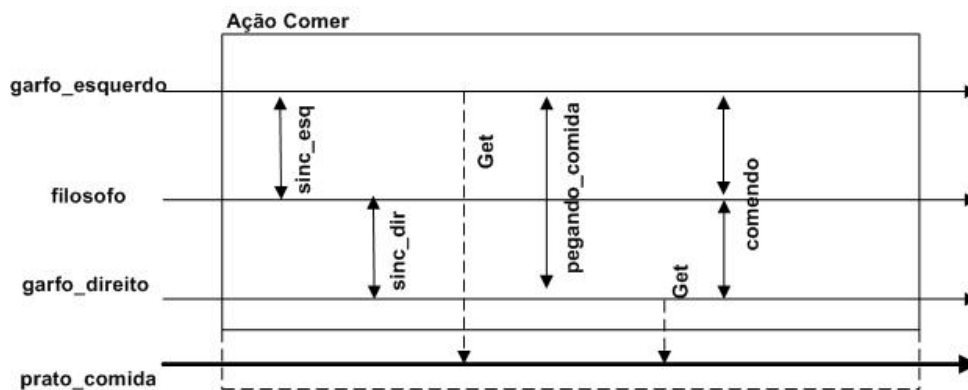 Ação Comer
garfo_esquerdo
sinc_esq
Get
pegando_comida
filosofo
comendo
sinc_dir
garfo_direito
Get
prato_comida